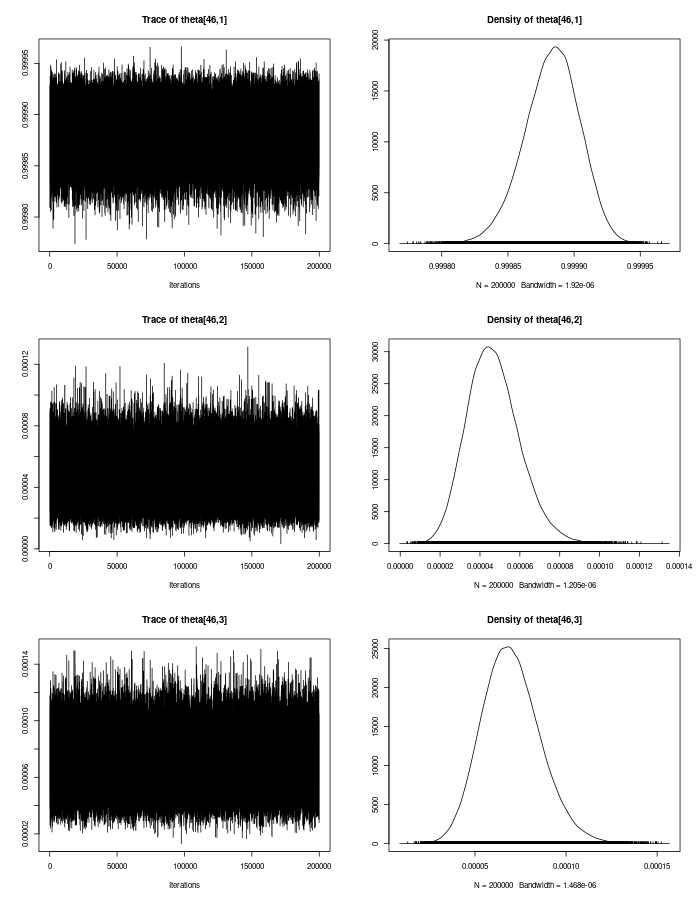 Trace of theta[46,1]
Density of theta[46,1]
0.99980 0.99985 0.99990 0.99995
0 5000 10000 15000 20000
0 50000 100000 150000 200000
0.99980 0.99985 0.99990 0.99995
Iterations
N = 200000 Bandwidth = 1.92e-06
Trace of theta[46,2]
Density of theta[46,2]
0.00000 0.00004 0.00008 0.00012
0 5000 10000 15000 20000 25000 30000
0 50000 100000 150000 200000
0.00000 0.00002 0.00004 0.00006 0.00008 0.00010 0.00012 0.00014
Iterations
N = 200000 Bandwidth = 1.205e-06
Trace of theta[46,3]
Density of theta[46,3]
0.00002 0.00006 0.00010 0.00014
0 5000 10000 15000 20000 25000
0 50000 100000 150000 200000
0.00005 0.00010 0.00015
Iterations
N = 200000 Bandwidth = 1.468e-06